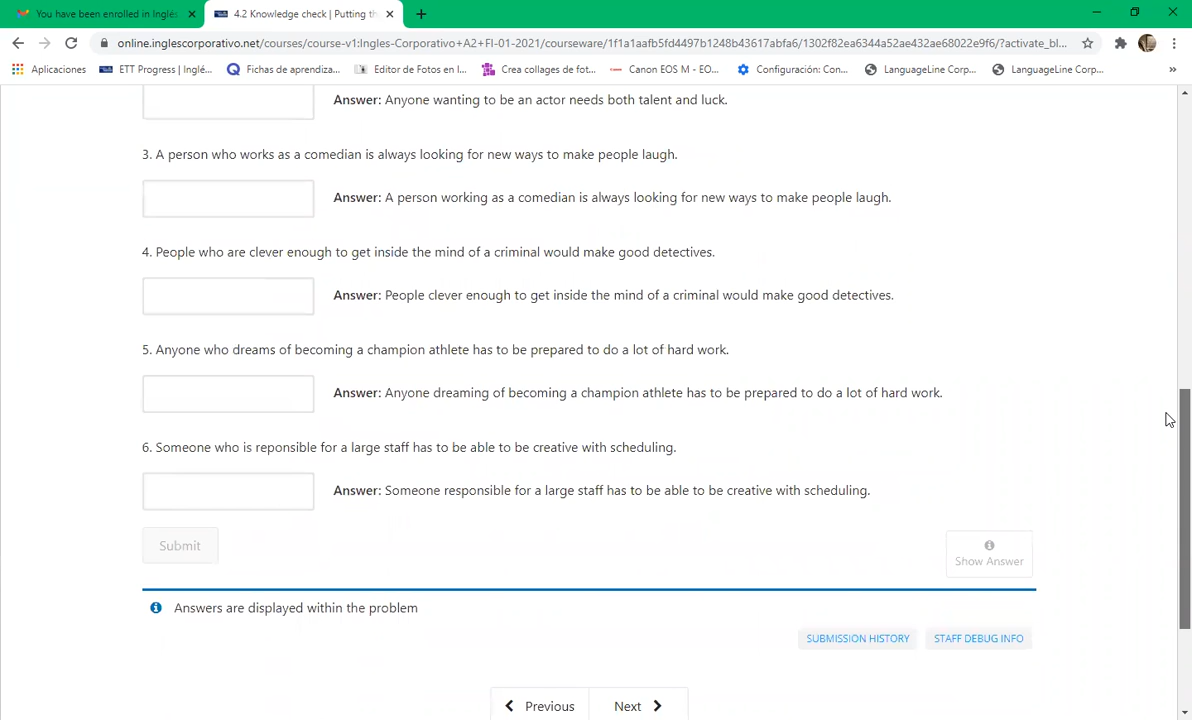 You have been enrolled in Inglés
4.2 Knowledge check | Putting th
online.inglescorporativo.net/courses/course-v1:Ingles-Corporativo+A2+FI-01-2021/courseware/1f1a1aafb5fd4497b1248b43617abfa6/1302f82ea6344a52ae432ae68022e9f6/?activate_bl...
Aplicaciones ETT Progress | Inglé... Fichas de aprendiza... Editor de Fotos en l... Crea collages de fot... Canon EOS M - EO... Configuración: Con... LanguageLine Corp... LanguageLine Corp... »
Answer: Anyone wanting to be an actor needs both talent and luck.
3. A person who works as a comedian is always looking for new ways to make people laugh.
Answer: A person working as a comedian is always looking for new ways to make people laugh.
4. People who are clever enough to get inside the mind of a criminal would make good detectives.
Answer: People clever enough to get inside the mind of a criminal would make good detectives.
5. Anyone who dreams of becoming a champion athlete has to be prepared to do a lot of hard work.
Answer: Anyone dreaming of becoming a champion athlete has to be prepared to do a lot of hard work.
6. Someone who is reponsible for a large staff has to be able to be creative with scheduling.
Answer: Someone responsible for a large staff has to be able to be creative with scheduling.
Submit
Show Answer
Answers are displayed within the problem
SUBMISSION HISTORY STAFF DEBUG INFO
Previous Next